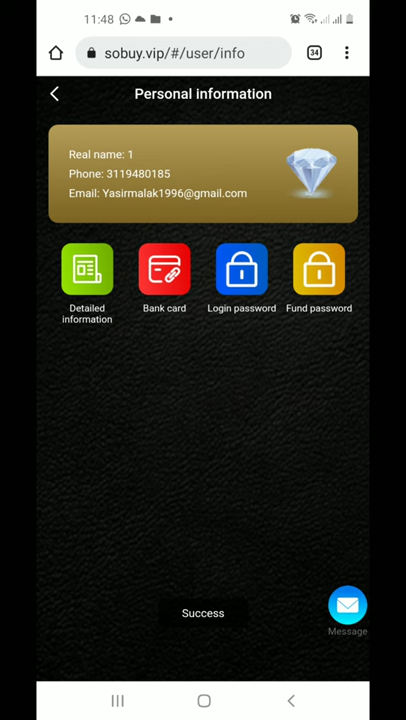 11:48
sobuy.vip/#/user/info
34
Personal information
Real name: 1
Phone: 3119480185
Email: Yasirmalak1996@gmail.com
Detailed
information
Bank card
Login password
Fund password
Success
Message